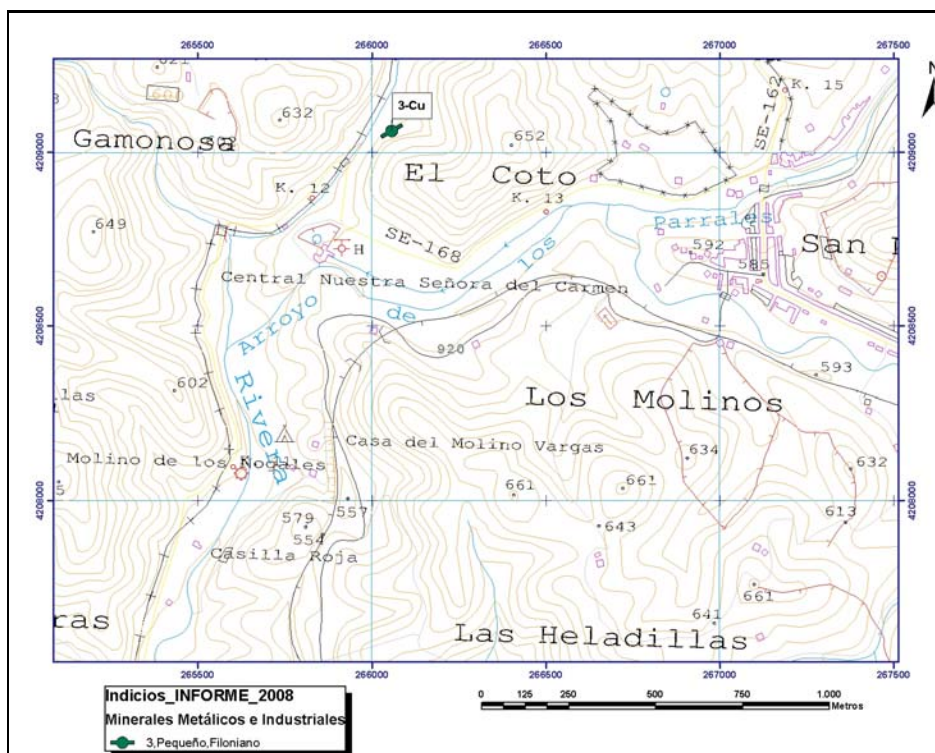 265500 266000 266500 267000 267500
N
621
K. 15
632
3-Cu
SE-162
652
4209000 4209000
Gamonosa
El Coto
K. 12
K. 13
649
Parrales
SE-168
los
592
H
San
585
Central Nuestra Señora del Carmen
Arroyo
de
4208500 4208500
920
593
602
Rivera
Los Molinos
Casa del Molino Vargas
Molino de los Nogales
634
632
661
661
4208000 4208000
557
579
643
613
554
Casilla Roja
661
641
ras
Las Heladillas
265500 266000 266500 267000 267500
Indicios_INFORME_2008
Minerales Metálicos e Industriales
3,Pequeño,Filoniano
0 125 250 500 750 1.000
Metros